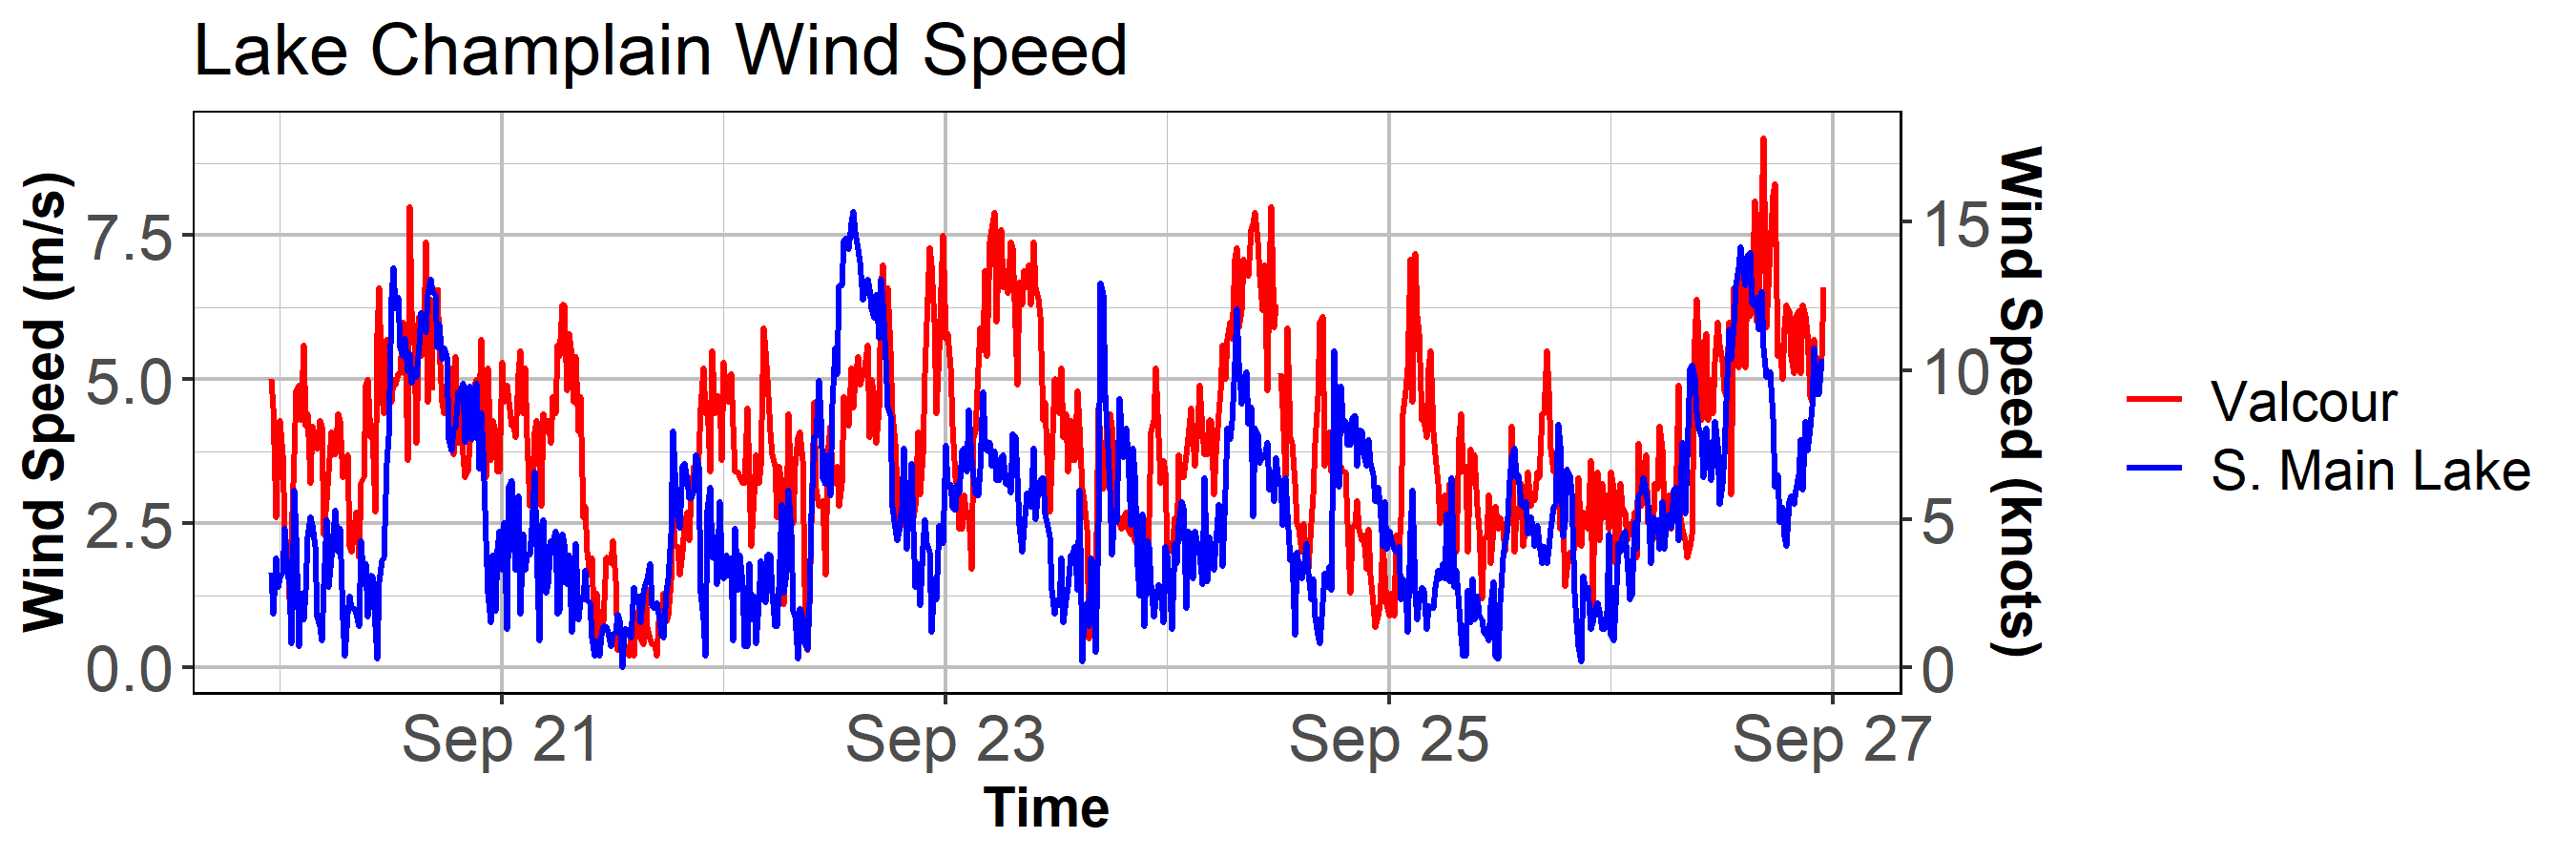 Lake Champlain Wind Speed
Wind Speed (m/s)
7.5
5.0
2.5
0.0
15
10
5
0
Wind Speed (knots)
Sep 21
Sep 23
Sep 25
Sep 27
Time
Valcour
S. Main Lake